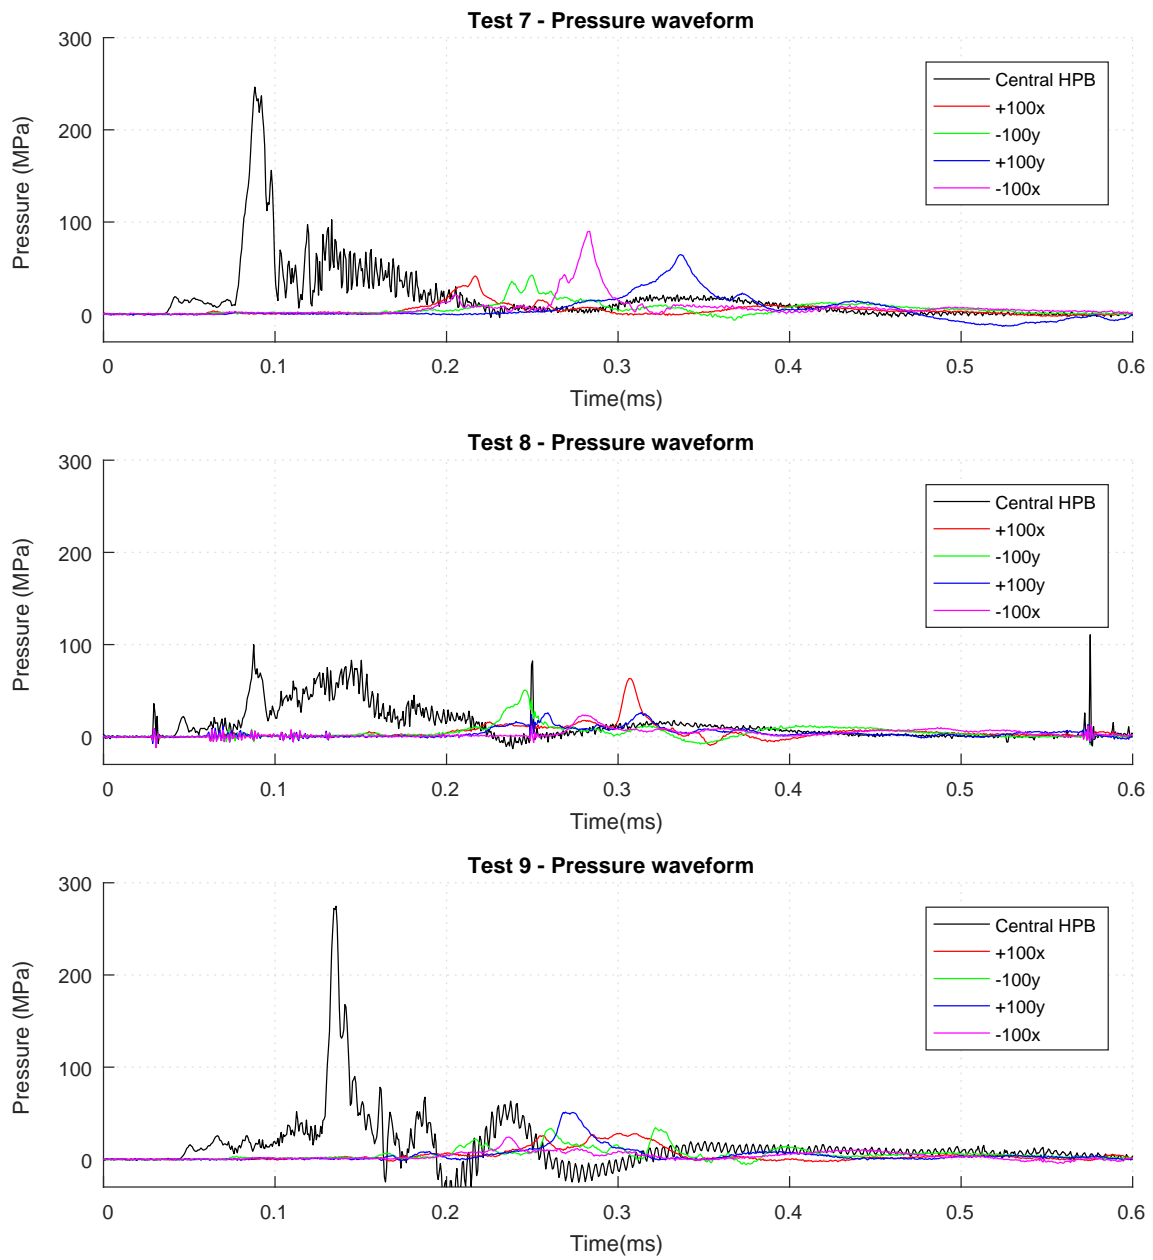 Test 7 - Pressure waveform
300
200
100
0
Pressure (MPa)
Central HPB
+100x
-100y
+100y
-100x
0 0.1 0.2 0.3 0.4 0.5 0.6
Time(ms)
Test 8 - Pressure waveform
300
200
100
0
Pressure (MPa)
Central HPB
+100x
-100y
+100y
-100x
0 0.1 0.2 0.3 0.4 0.5 0.6
Time(ms)
Test 9 - Pressure waveform
300
200
100
0
Pressure (MPa)
Central HPB
+100x
-100y
+100y
-100x
0 0.1 0.2 0.3 0.4 0.5 0.6
Time(ms)